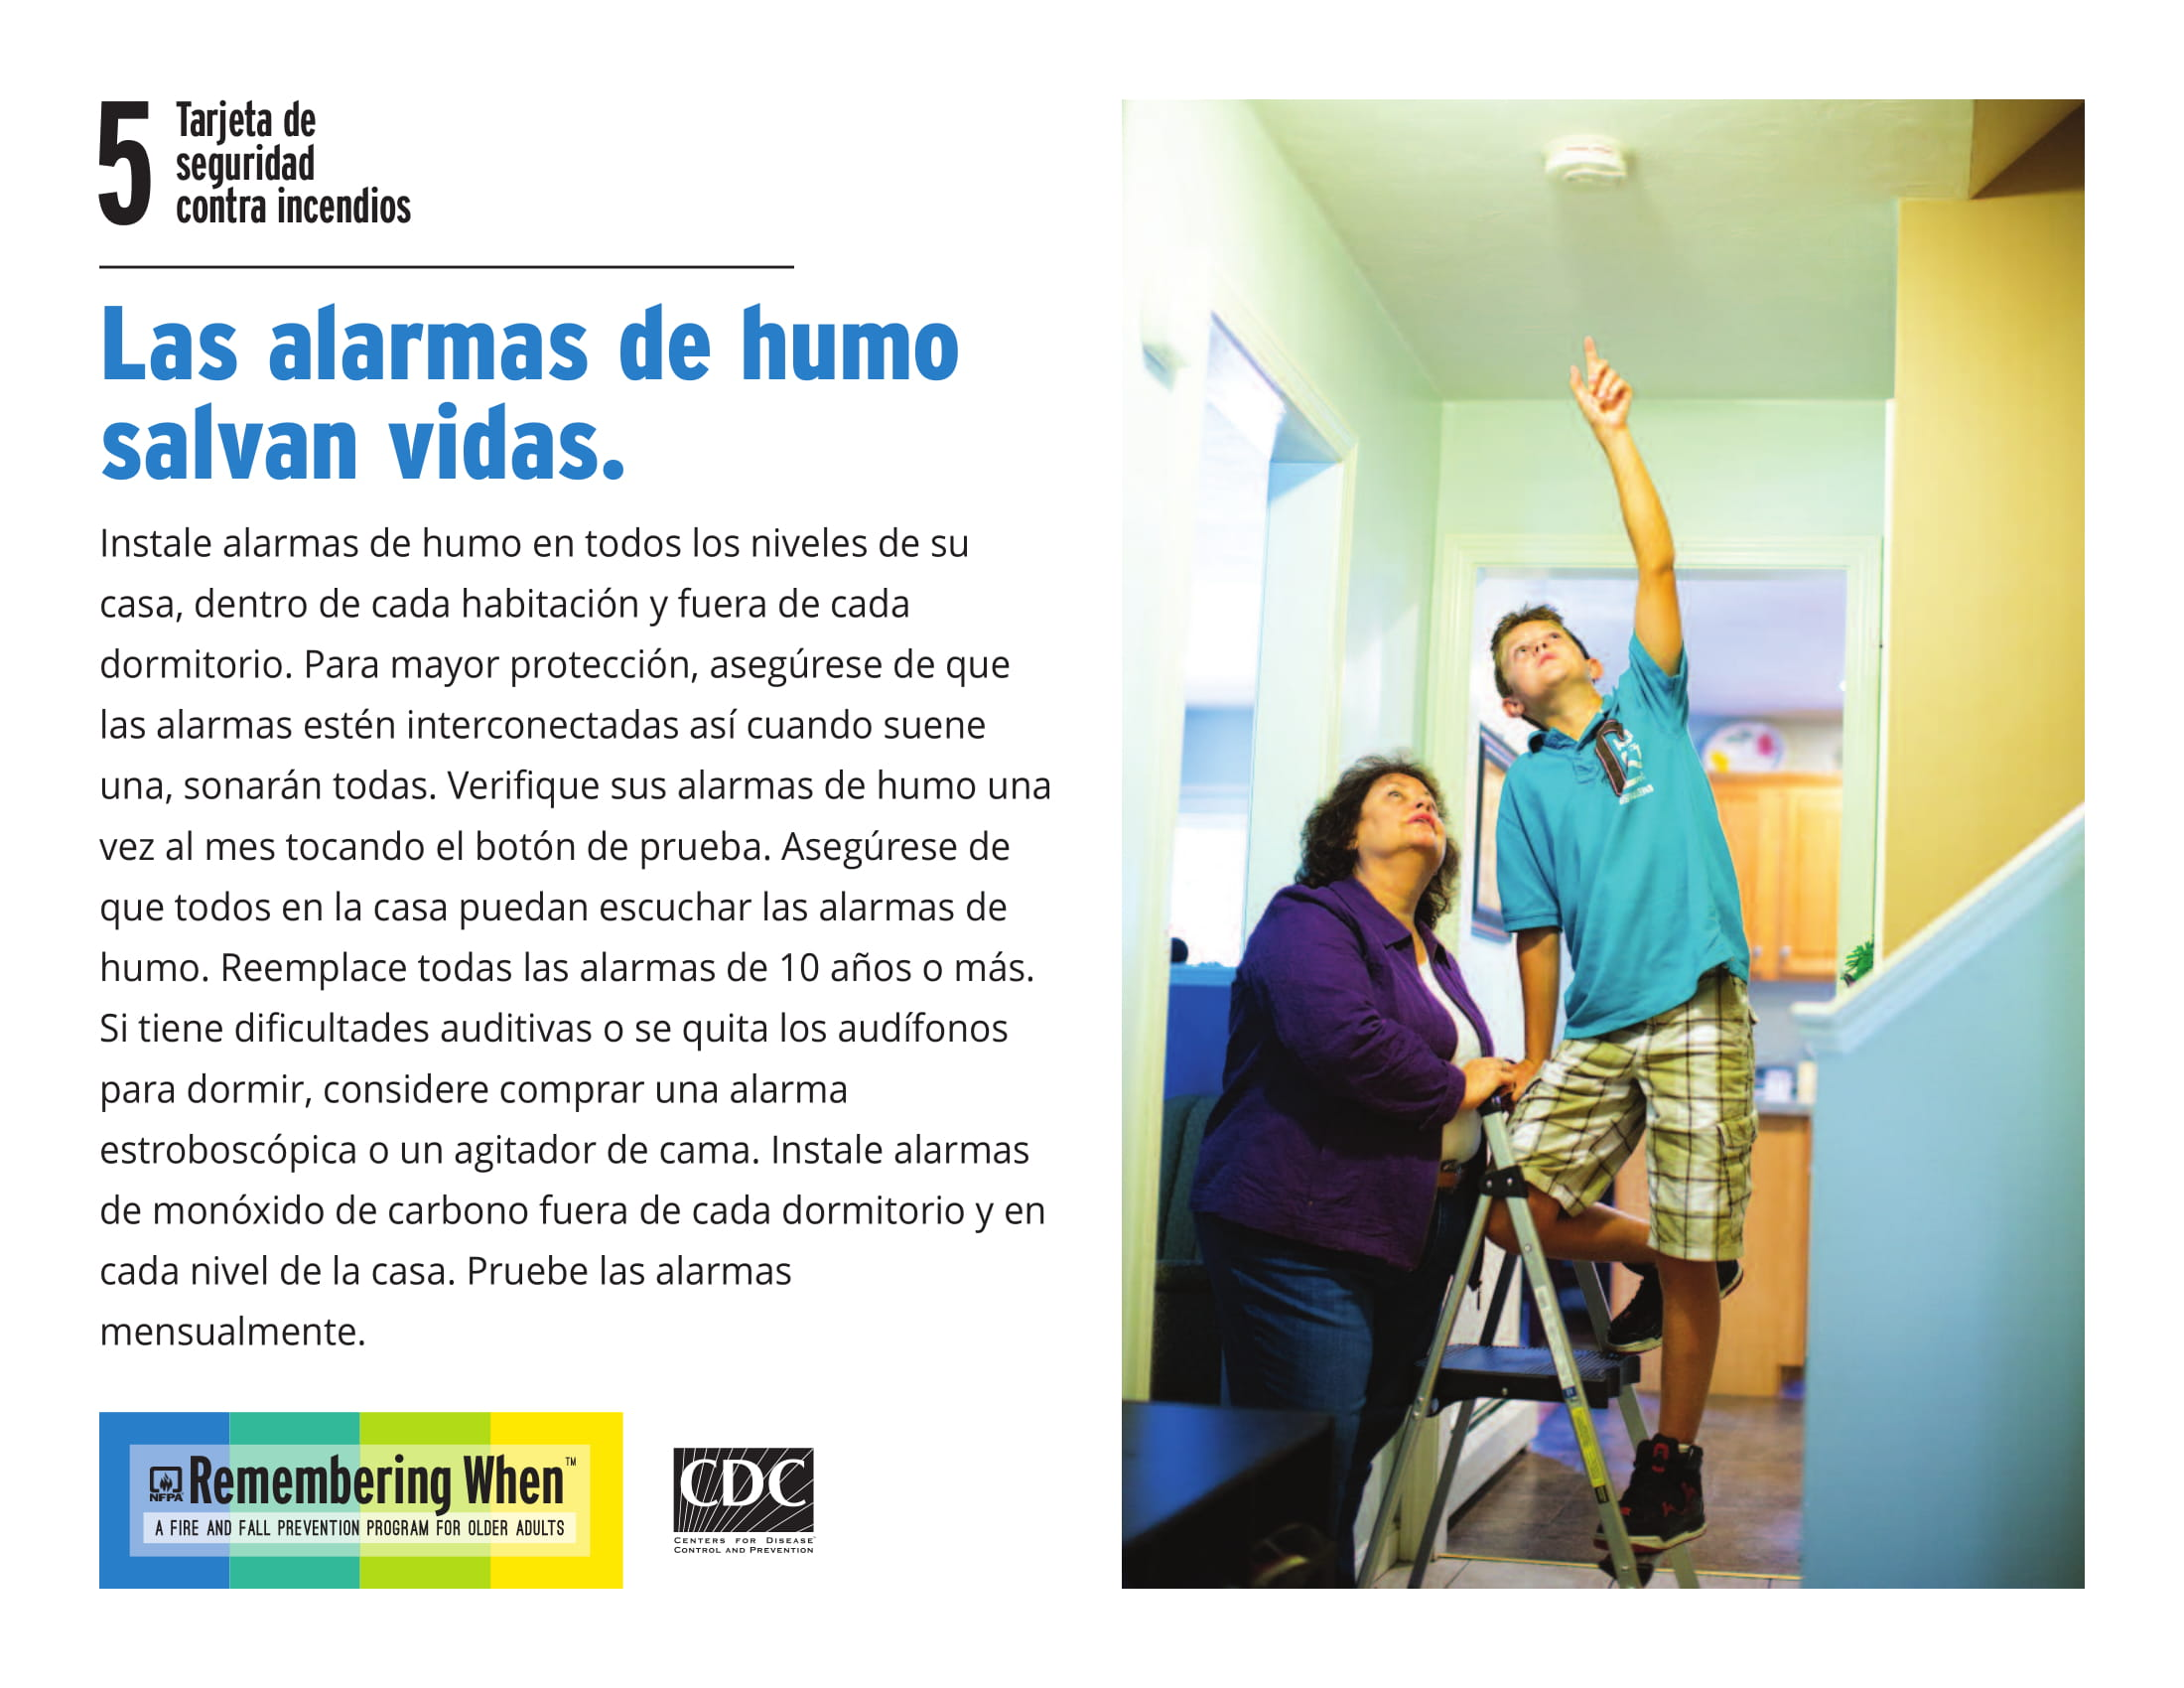 5
Tarjeta de
seguridad
contra incendios
Las alarmas de humo
salvan vidas.
Instale alarmas de humo en todos los niveles de su
casa, dentro de cada habitación y fuera de cada
dormitorio. Para mayor protección, asegúrese de que
las alarmas estén interconectadas así cuando suene
una, sonarán todas. Verifique sus alarmas de humo una
vez al mes tocando el botón de prueba. Asegúrese de
que todos en la casa puedan escuchar las alarmas de
humo. Reemplace todas las alarmas de 10 años o más.
Si tiene dificultades auditivas o se quita los audífonos
para dormir, considere comprar una alarma
estroboscópica o un agitador de cama. Instale alarmas
de monóxido de carbono fuera de cada dormitorio y en
cada nivel de la casa. Pruebe las alarmas
mensualmente.
NFPA Remembering When™
A FIRE AND FALL PREVENTION PROGRAM FOR OLDER ADULTS
CDC
CENTERS FOR DISEASE
CONTROL AND PREVENTION